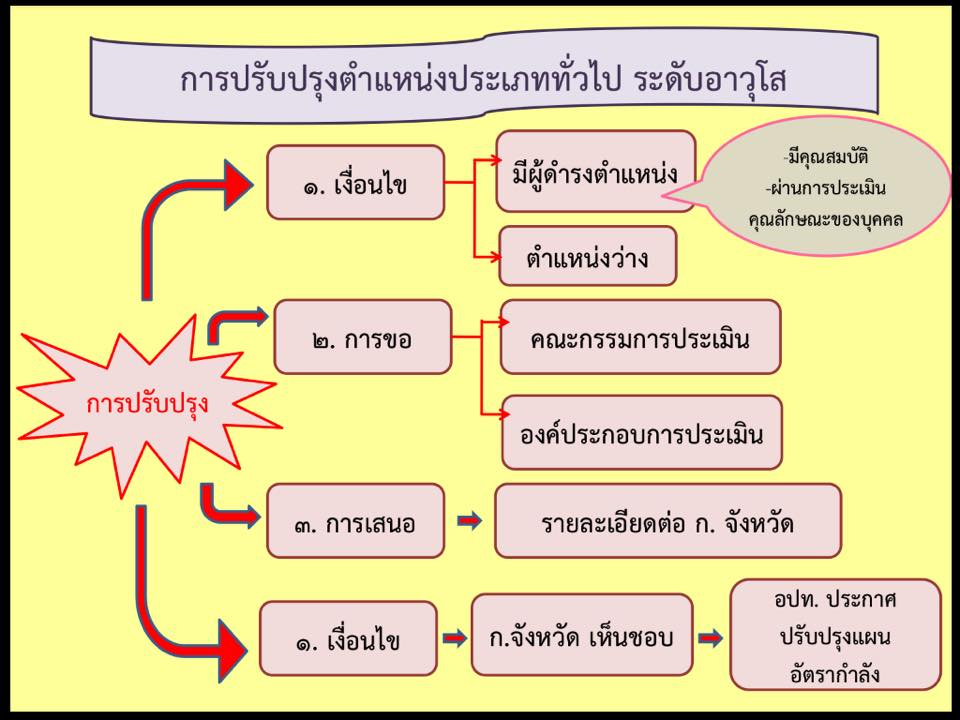 การปรับปรุงตำแหน่งประเภททั่วไป ระดับอาวุโส
๑. เงื่อนไข
มีผู้ดำรงตำแหน่ง
-มีคุณสมบัติ
-ผ่านการประเมิน
คุณลักษณะของบุคคล
ตำแหน่งว่าง
การปรับปรุง
๒. การขอ
คณะกรรมการประเมิน
องค์ประกอบการประเมิน
๓. การเสนอ
รายละเอียดต่อ ก. จังหวัด
๑. เงื่อนไข
ก.จังหวัด เห็นชอบ
อปท. ประกาศ
ปรับปรุงแผน
อัตรากำลัง